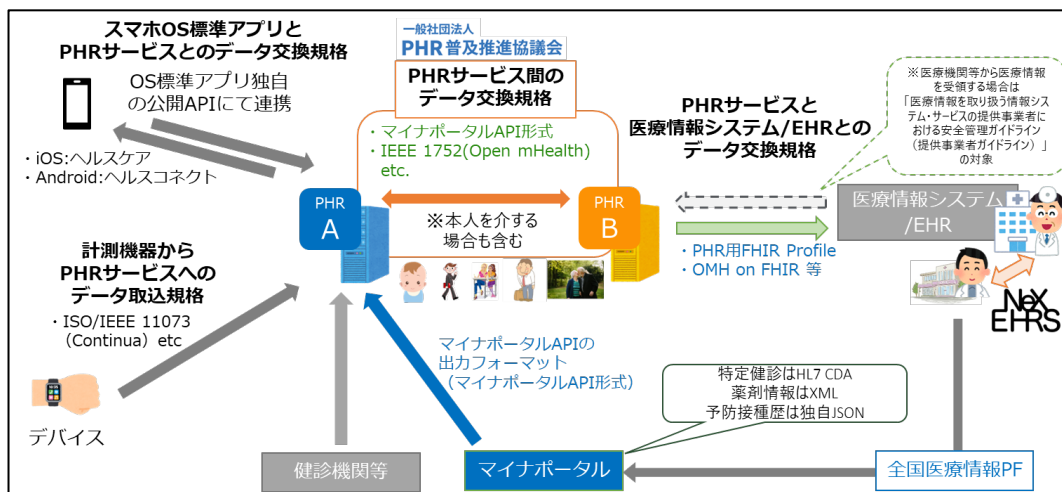 スマホOS標準アプリと
PHRサービスとのデータ交換規格
OS標準アプリ独自
の公開APIにて連携
・iOS:ヘルスケア
・Android:ヘルスコネクト
一般社団法人
PHR普及推進協議会
PHRサービス間の
データ交換規格
・マイナポータルAPI形式
・IEEE 1752(Open mHealth)
etc.
PHR
A
PHR
B
※本人を介する
場合も含む
PHRサービスと
医療情報システム/EHRとの
データ交換規格
※医療機関等から医療情報
を受領する場合は
「医療情報を取り扱う情報シス
テム・サービスの提供事業者に
おける安全管理ガイドライン
（提供事業者ガイドライン）」
の対象
医療情報システム
/EHR
・PHR用FHIR Profile
・OMH on FHIR 等
NeX
EHRS
計測機器から
PHRサービスへの
データ取込規格
・ISO/IEEE 11073
（Continua）etc
デバイス
マイナポータルAPIの
出力フォーマット
（マイナポータルAPI形式）
特定健診はHL7 CDA
薬剤情報はXML
予防接種歴は独自JSON
健診機関等
マイナポータル
全国医療情報PF